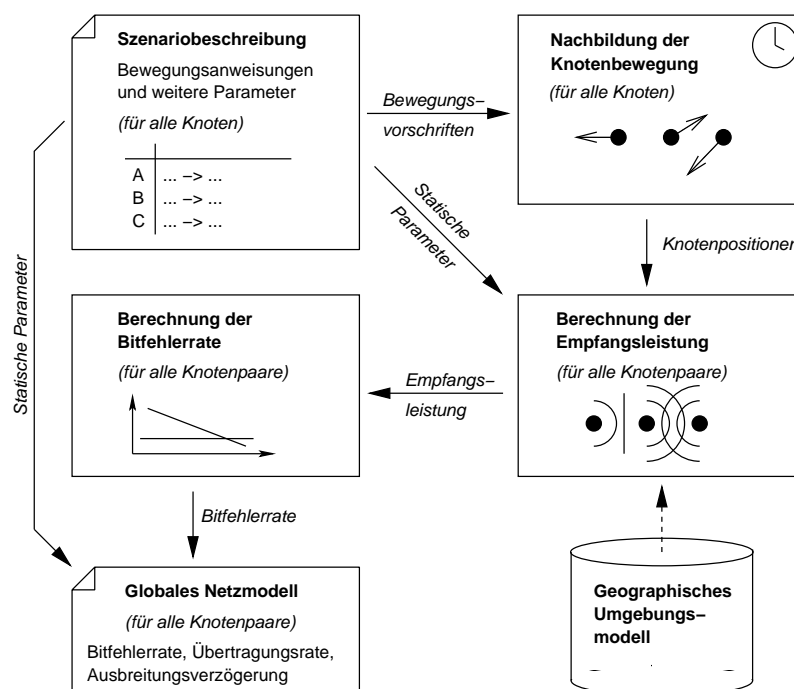 Szenariobeschreibung
Bewegungsanweisungen
und weitere Parameter
(für alle Knoten)
A ... −> ...
B ... −> ...
C ... −> ...
Bewegungs−
vorschriften
Nachbildung der
Knotenbewegung
(für alle Knoten)
Statische
Parameter
Knotenpositionen
Statische Parameter
Berechnung der
Bitfehlerrate
(für alle Knotenpaare)
Empfangs-
leistung
Berechnung der
Empfangsleistung
(für alle Knotenpaare)
Bitfehlerrate
Globales Netzmodell
(für alle Knotenpaare)
Bitfehlerrate, Übertragungsrate,
Ausbreitungsverzögerung
Geographisches
Umgebungs−
modell